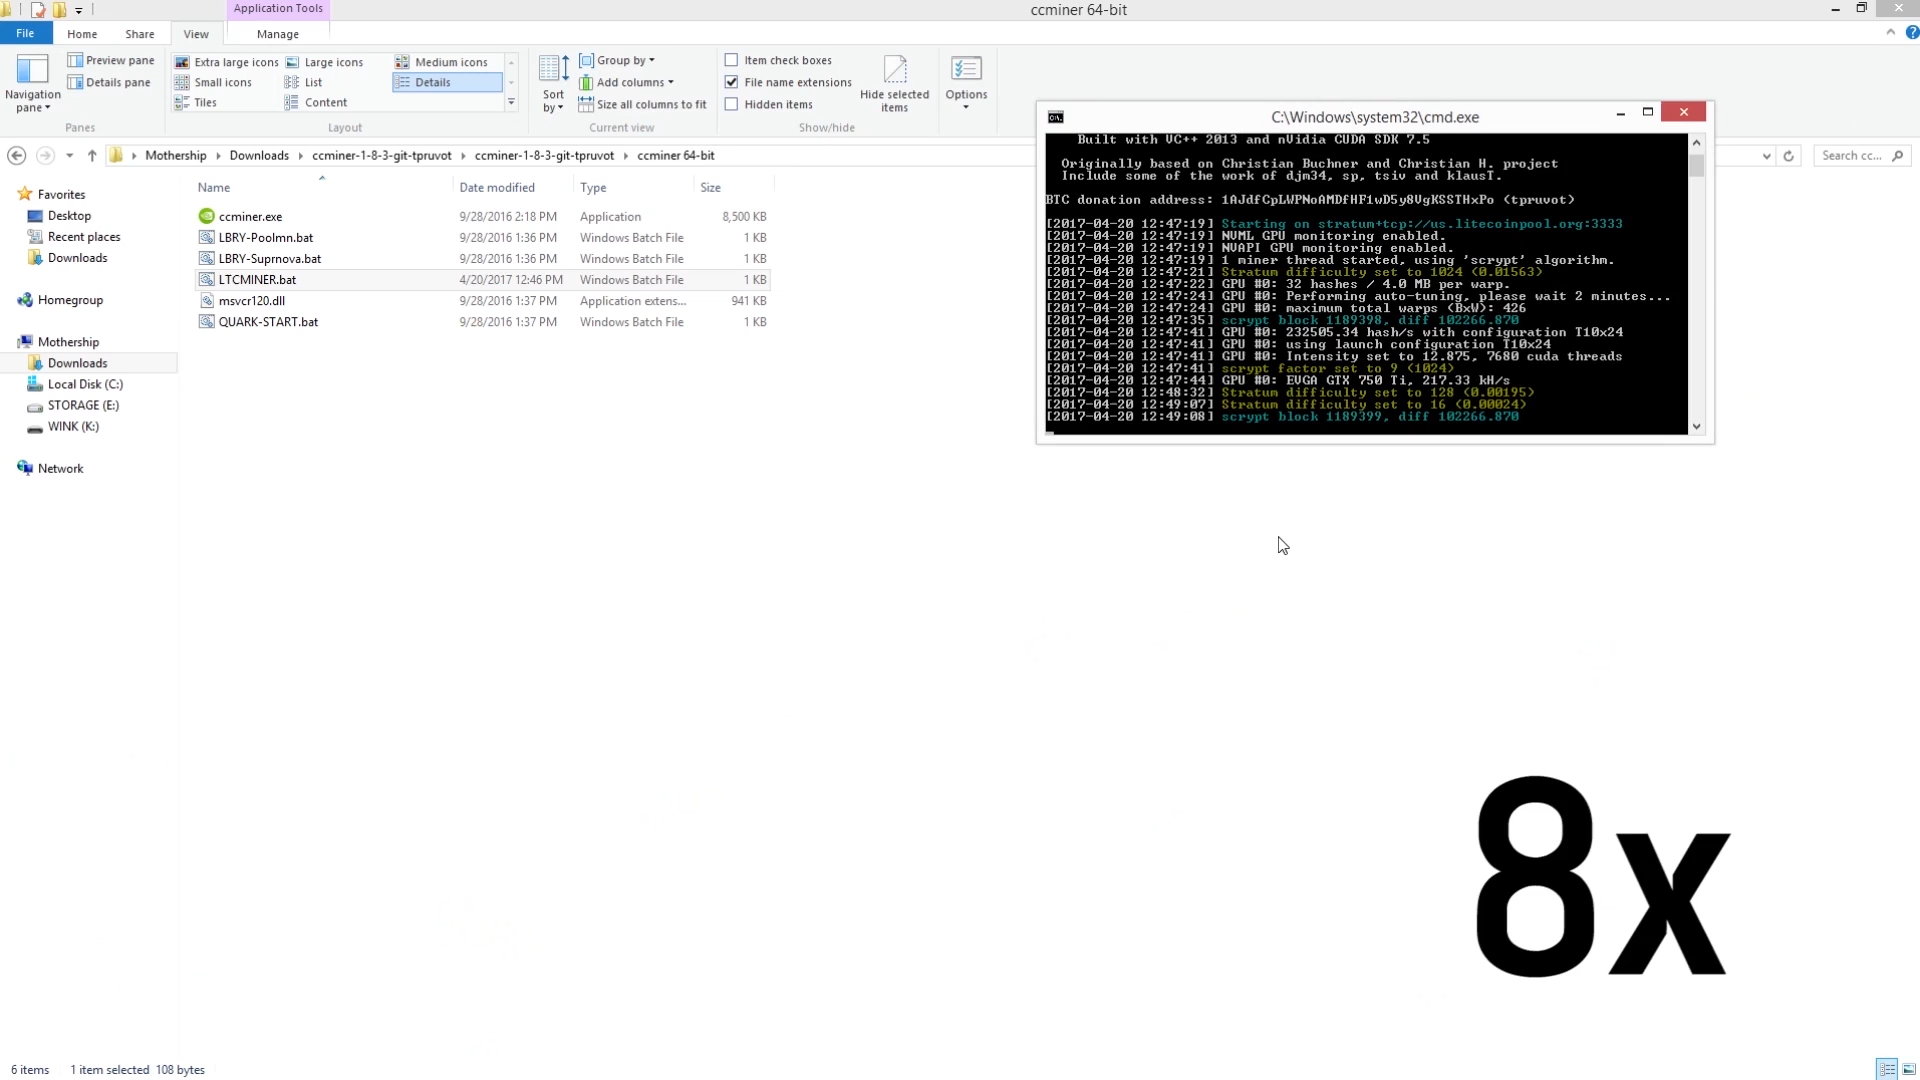 Application Tools
ccminer 64-bit
File Home Share View Manage
Navigation pane
Preview pane
Details pane
Panes
Extra large icons Large icons Medium icons
Small icons List Details
Tiles Content
Layout
Sort by
Group by
Add columns
Size all columns to fit
Current view
Item check boxes
File name extensions
Hidden items
Hide selected items
Show/hide
Options
Mothership Downloads ccminer-1-8-3-git-tpruvot ccminer-1-8-3-git-tpruvot ccminer 64-bit
Search cc...
Favorites
Desktop
Recent places
Downloads
Homegroup
Mothership
Downloads
Local Disk (C:)
STORAGE (E:)
WINK (K:)
Network
Name Date modified Type Size
ccminer.exe 9/28/2016 2:18 PM Application 8,500 KB
LBRY-Poolmn.bat 9/28/2016 1:36 PM Windows Batch File 1 KB
LBRY-Suprnova.bat 9/28/2016 1:36 PM Windows Batch File 1 KB
LTCMINER.bat 4/20/2017 12:46 PM Windows Batch File 1 KB
msvcr120.dll 9/28/2016 1:37 PM Application extens... 941 KB
QUARK-START.bat 9/28/2016 1:37 PM Windows Batch File 1 KB
C:\Windows\system32\cmd.exe
Built with VC++ 2013 and nVidia CUDA SDK 7.5
Originally based on Christian Buchner and Christian H. project
Include some of the work of djm34, sp, tsiv and klausT.
BTC donation address: 1AJdfCpLWPNoAMDfHF1wD5y8VgKSSTHxPo (tpruvot)
[2017-04-20 12:47:19] Starting on stratum+tcp://us.litecoinpool.org:3333
[2017-04-20 12:47:19] NVML GPU monitoring enabled.
[2017-04-20 12:47:19] NVAPI GPU monitoring enabled.
[2017-04-20 12:47:19] 1 miner thread started, using 'scrypt' algorithm.
[2017-04-20 12:47:21] Stratum difficulty set to 1024 (0.01563)
[2017-04-20 12:47:22] GPU #0: 32 hashes / 4.0 MB per warp.
[2017-04-20 12:47:24] GPU #0: Performing auto-tuning, please wait 2 minutes...
[2017-04-20 12:47:24] GPU #0: maximum total warps (BxW): 426
[2017-04-20 12:47:35] scrypt block 1189398, diff 102266.870
[2017-04-20 12:47:41] GPU #0: 232505.34 hash/s with configuration T10x24
[2017-04-20 12:47:41] GPU #0: using launch configuration T10x24
[2017-04-20 12:47:41] GPU #0: Intensity set to 12.875, 7680 cuda threads
[2017-04-20 12:47:41] scrypt factor set to 9 (1024)
[2017-04-20 12:47:44] GPU #0: EVGA GTX 750 Ti, 217.33 kH/s
[2017-04-20 12:48:32] Stratum difficulty set to 128 (0.00195)
[2017-04-20 12:49:07] Stratum difficulty set to 16 (0.00024)
[2017-04-20 12:49:08] scrypt block 1189399, diff 102266.870
8x
6 items 1 item selected 108 bytes